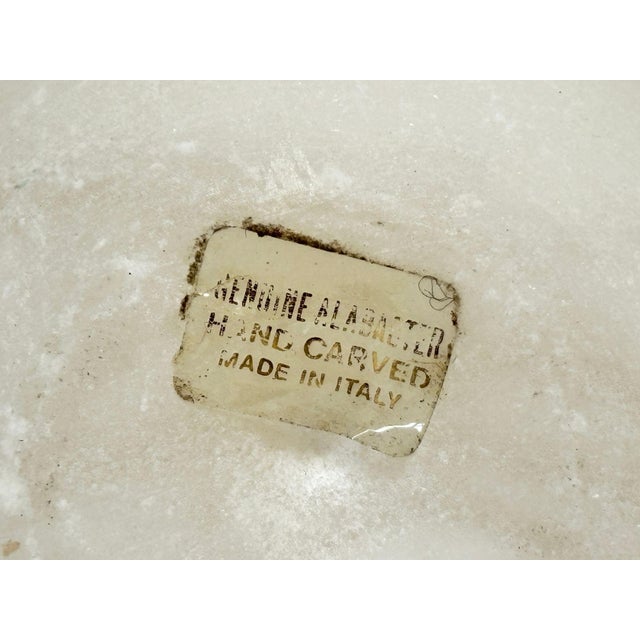 GENUINE ALABASTER
HAND CARVED
MADE IN ITALY